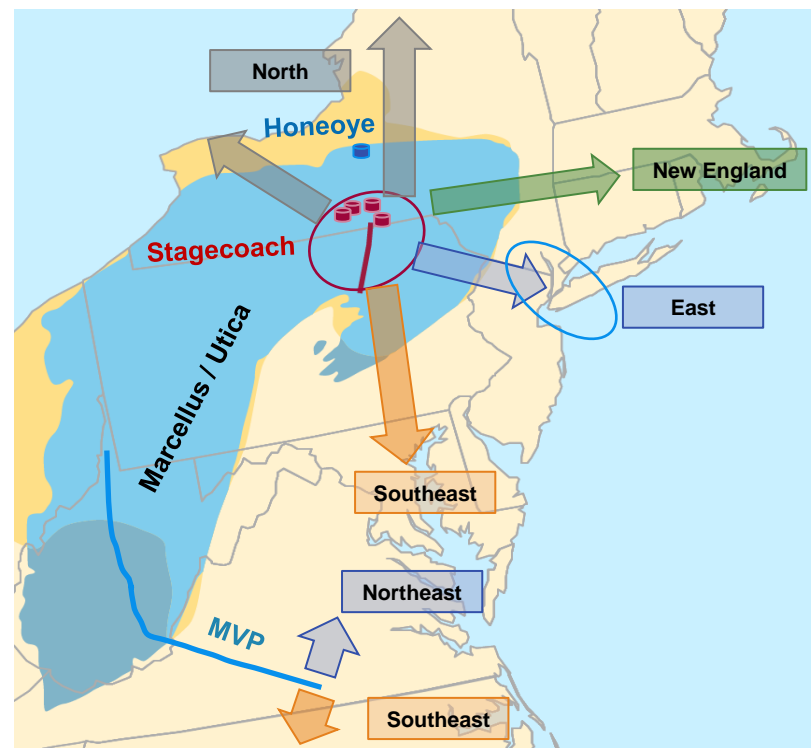 North
Honeoye
New England
Stagecoach
East
Marcellus / Utica
Southeast
Northeast
MVP
Southeast